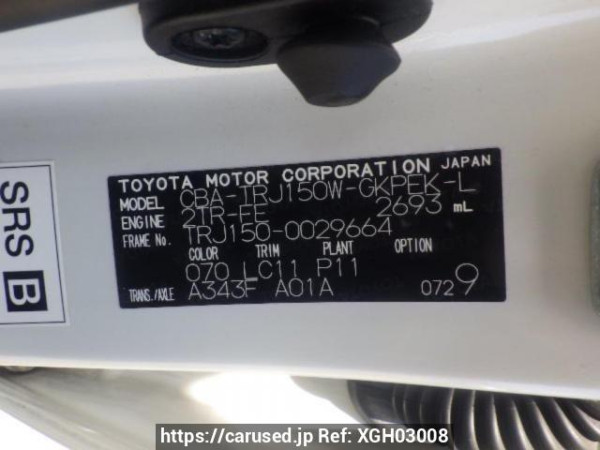 TOYOTA MOTOR CORPORATION JAPAN
MODEL CBA-TRJ150W-GKPEK-L
ENGINE 2TR-FE 2693 mL
FRAME No. TRJ150-0029664
COLOR TRIM PLANT OPTION
070 LC11 P11
TRANS./AXLE A343F A01A 0729
SRS B
https://carused.jp Ref: XGH03008